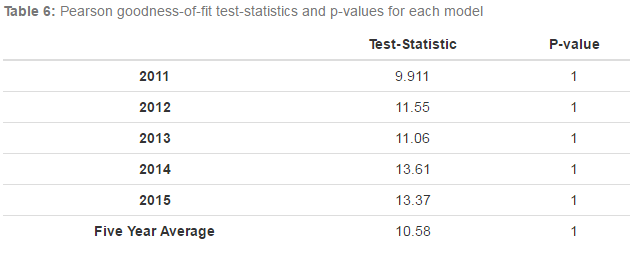 Table 6: Pearson goodness-of-fit test-statistics and p-values for each model
Test-Statistic P-value
2011 9.911 1
2012 11.55 1
2013 11.06 1
2014 13.61 1
2015 13.37 1
Five Year Average 10.58 1